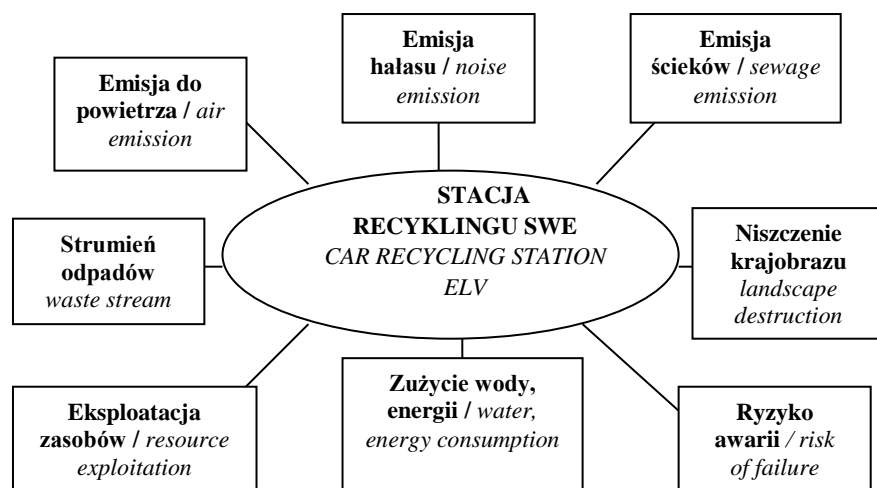 Emisja do
powietrza / air
emission
Emisja
hałasu / noise
emission
Emisja
ścieków / sewage
emission
STACJA
RECYKLINGU SWE
CAR RECYCLING STATION
ELV
Strumień
odpadów
waste stream
Niszczenie
krajobrazu
landscape
destruction
Eksploatacja
zasobów / resource
exploitation
Zużycie wody,
energii / water,
energy consumption
Ryzyko
awarii / risk
of failure